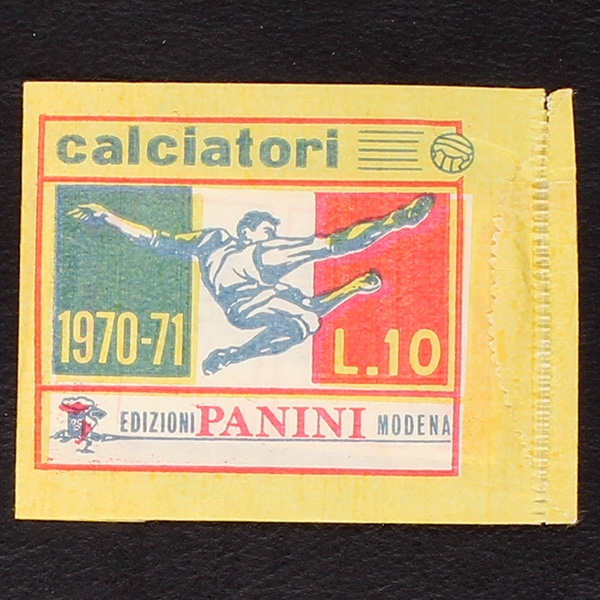 calciatori
1970-71
L.10
EDIZIONI PANINI MODENA